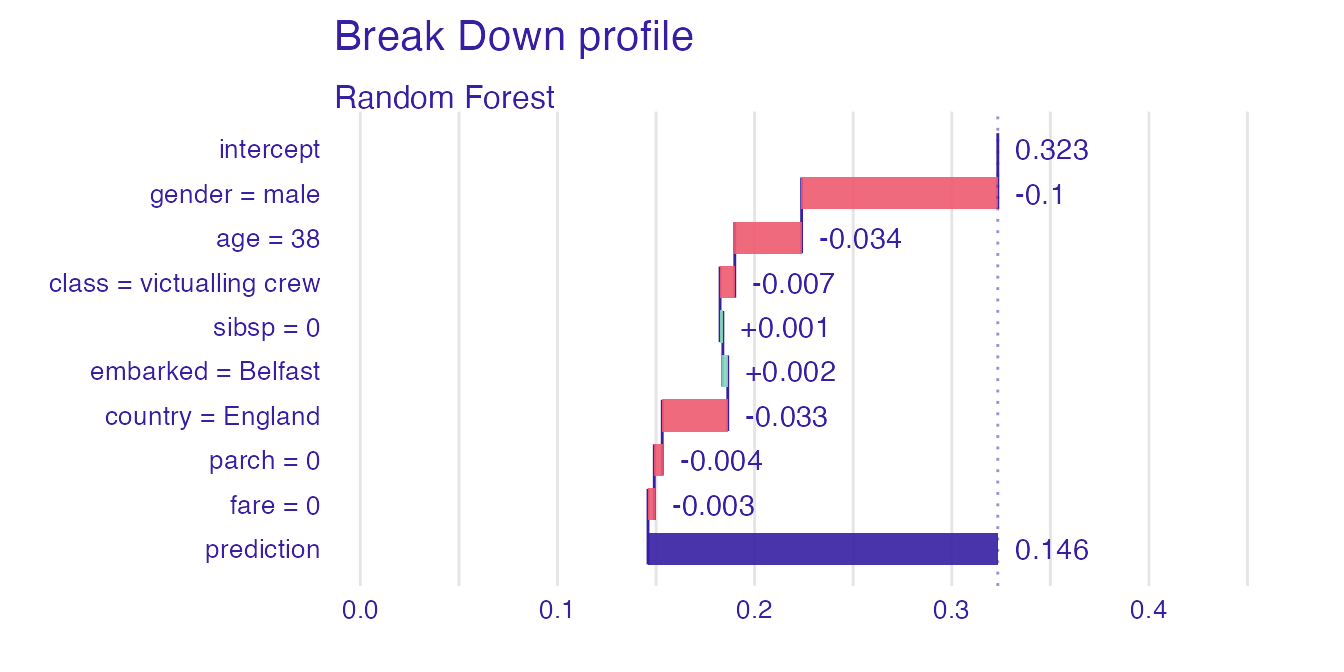 Break Down profile
Random Forest
intercept 0.323
gender = male -0.1
age = 38 -0.034
class = victualling crew -0.007
sibsp = 0 +0.001
embarked = Belfast +0.002
country = England -0.033
parch = 0 -0.004
fare = 0 -0.003
prediction 0.146
0.0 0.1 0.2 0.3 0.4